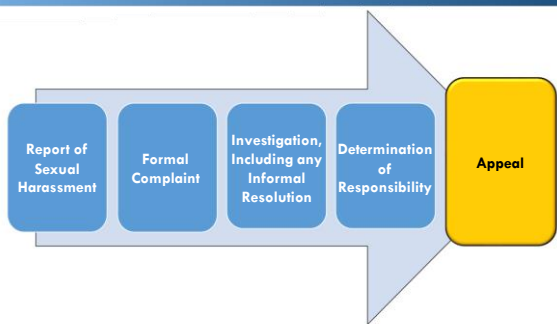 Report of
Sexual
Harassment
Formal
Complaint
Investigation,
Including any
Informal
Resolution
Determination
of
Responsibility
Appeal